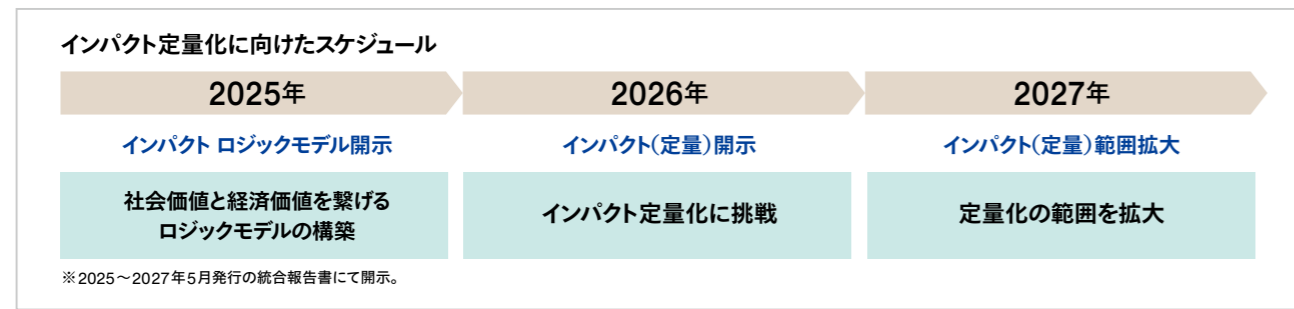 インパクト定量化に向けたスケジュール
2025年
2026年
2027年
インパクト ロジックモデル開示
インパクト(定量)開示
インパクト(定量)範囲拡大
社会価値と経済価値を繋げる
ロジックモデルの構築
インパクト定量化に挑戦
定量化の範囲を拡大
※2025〜2027年5月発行の統合報告書にて開示。